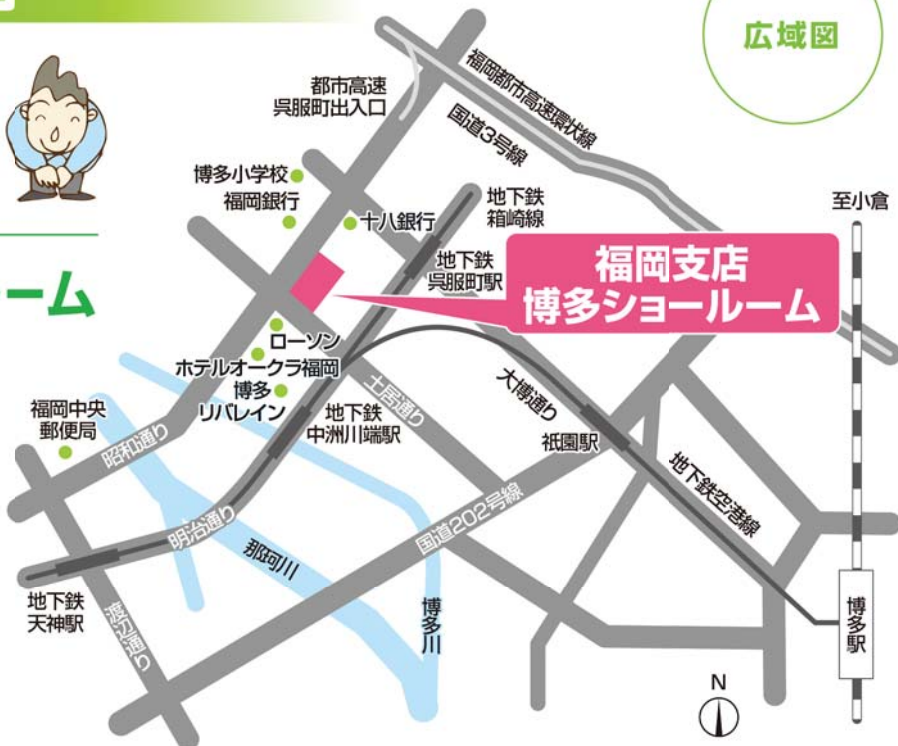 広域図
都市高速
呉服町出入口
福岡都市高速環状線
国道3号線
博多小学校
福岡銀行
十八銀行
地下鉄
箱崎線
至小倉
地下鉄
呉服町駅
福岡支店
博多ショールーム
ーム
ローソン
ホテルオークラ福岡
博多
リバレイン
土居通り
大博通り
福岡中央
郵便局
昭和通り
地下鉄
中洲川端駅
祇園駅
地下鉄空港線
明治通り
国道202号線
那珂川
博多川
地下鉄
天神駅
渡辺通り
博多駅
N